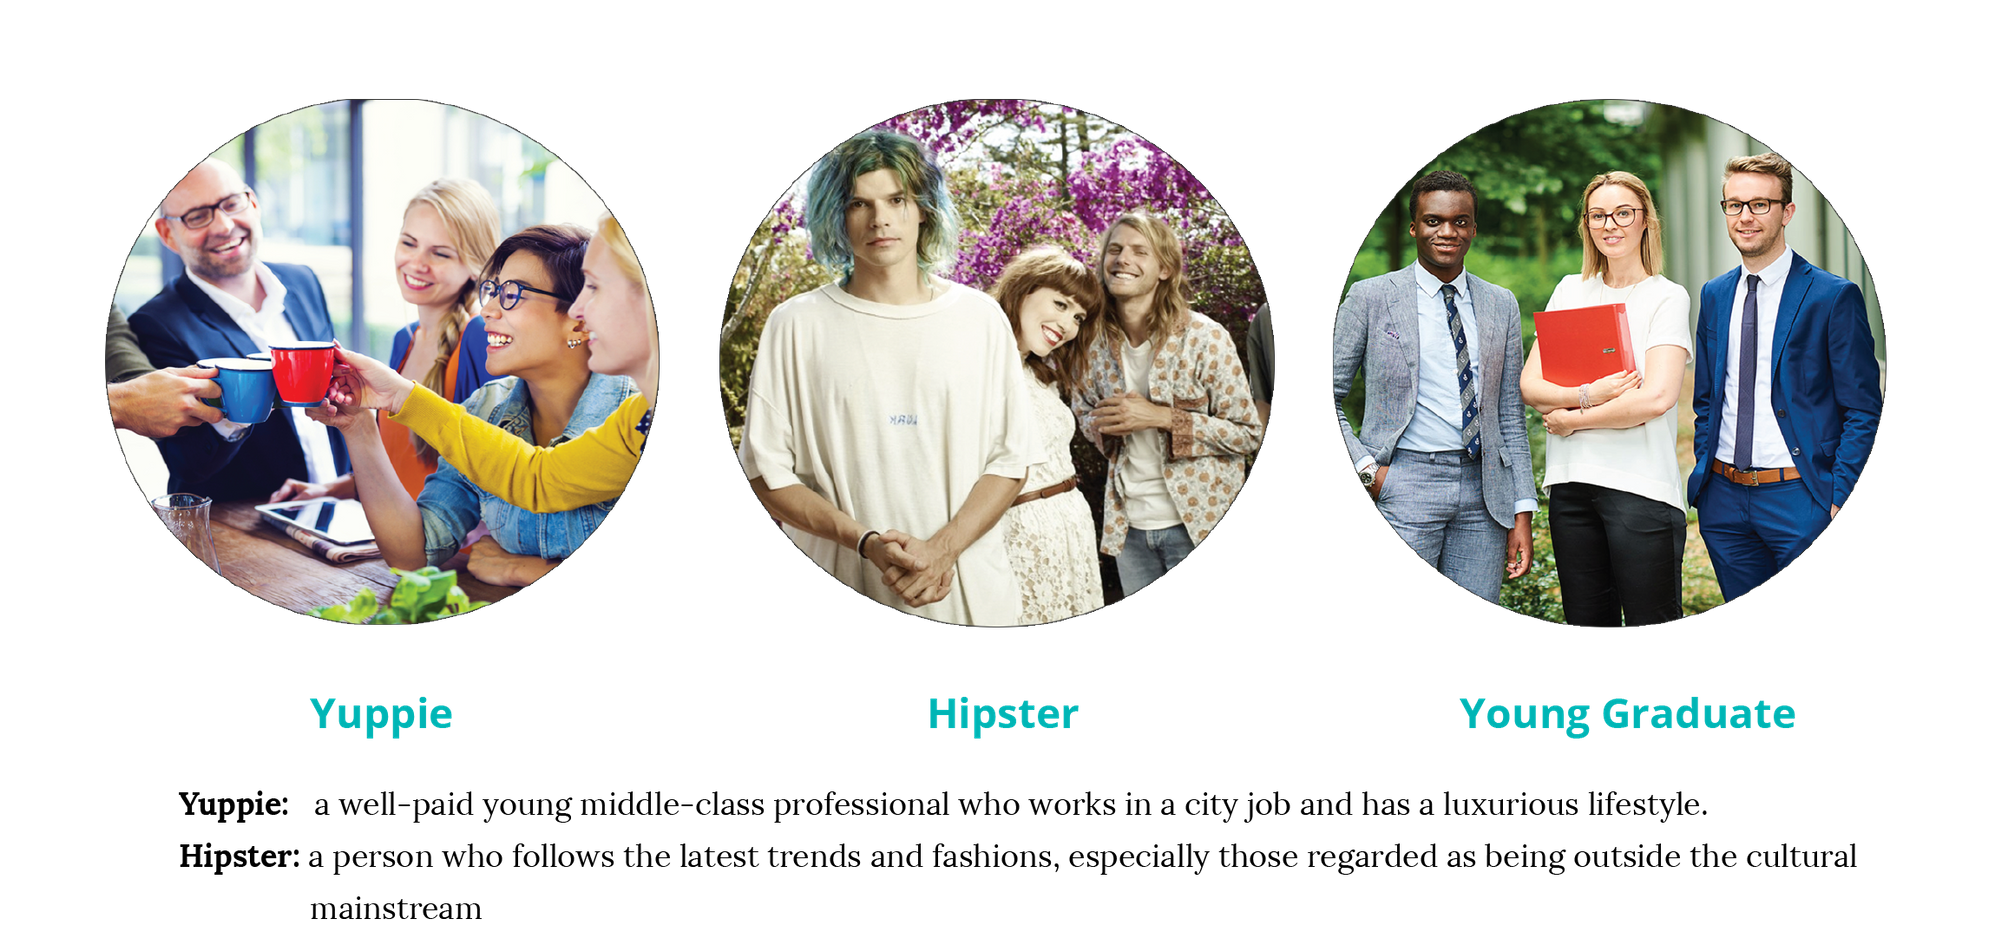 Yuppie
Hipster
Young Graduate
Yuppie: a well-paid young middle-class professional who works in a city job and has a luxurious lifestyle.
Hipster: a person who follows the latest trends and fashions, especially those regarded as being outside the cultural
mainstream